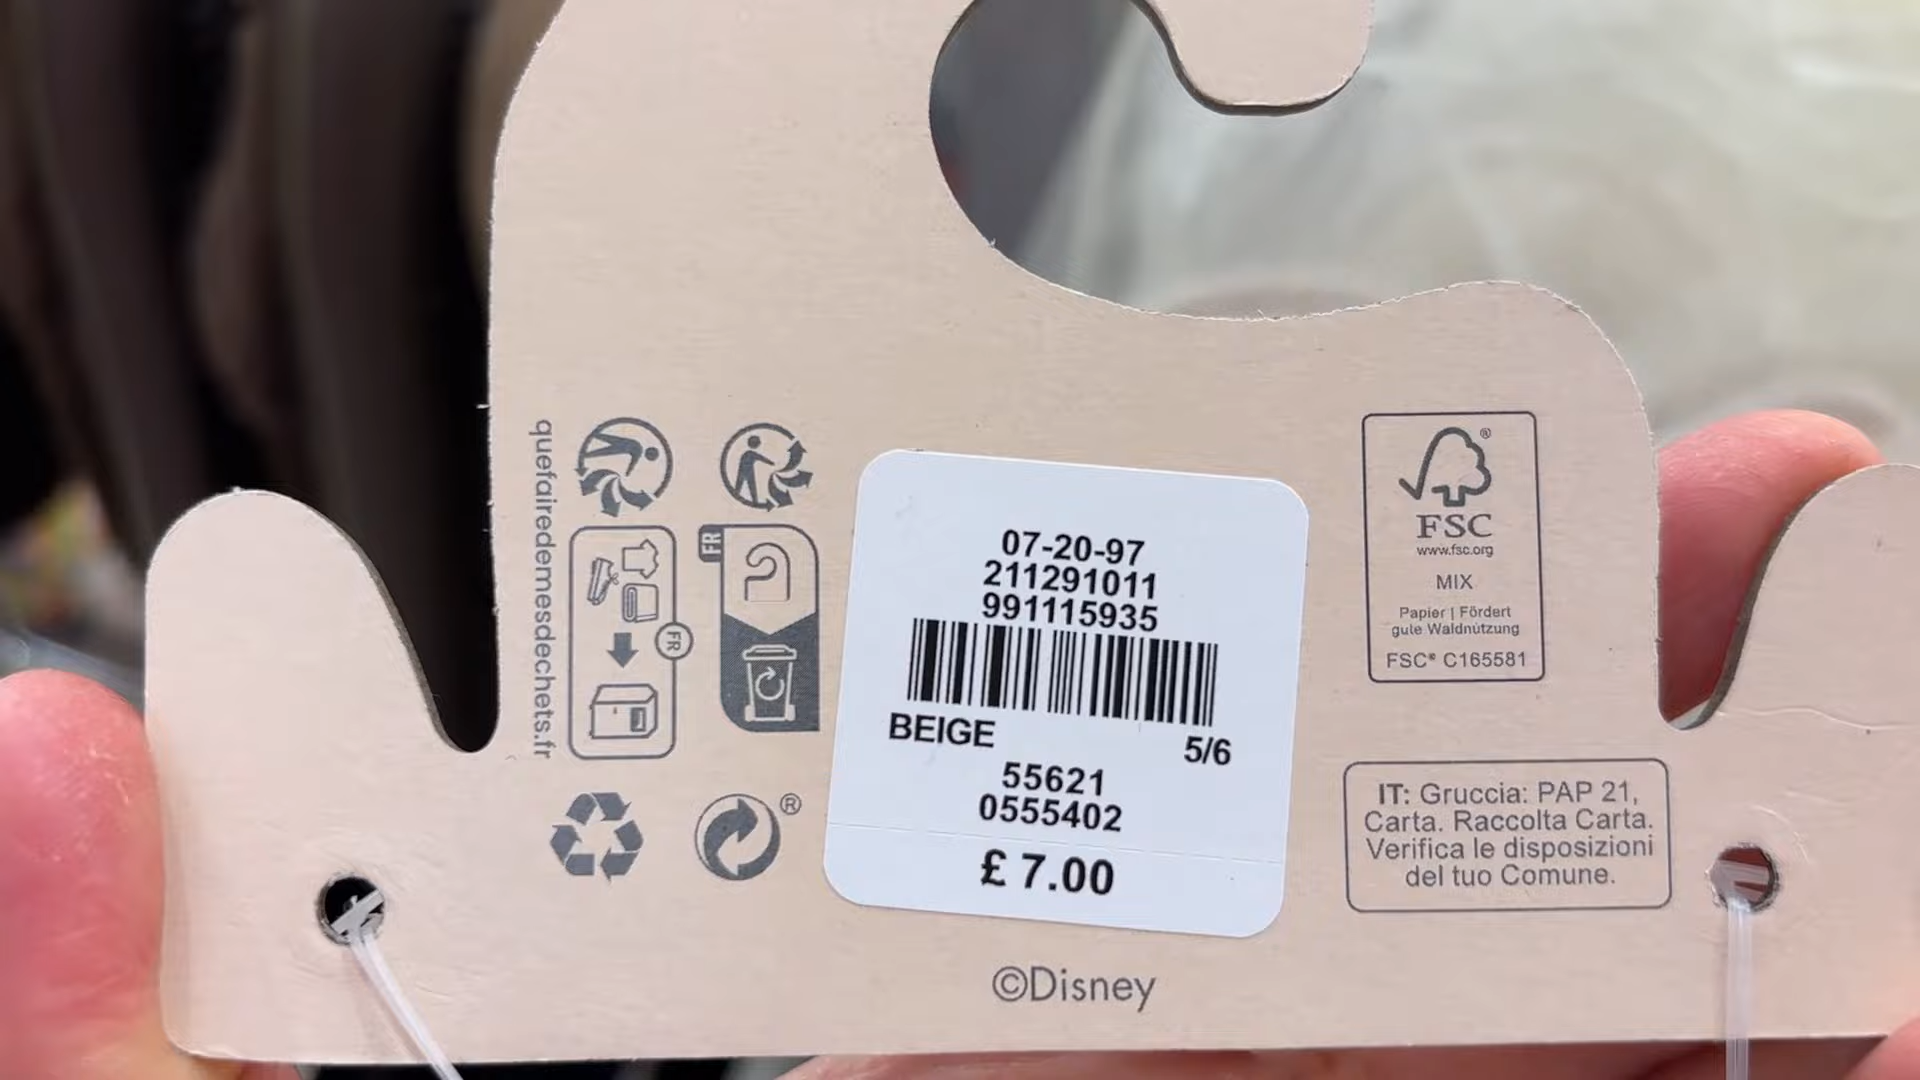 quefairedemesdechets.fr
FR
FR
®
07-20-97
211291011
991115935
BEIGE 5/6
55621
0555402
£ 7.00
©Disney
®
FSC
www.fsc.org
MIX
Papier | Fördert
gute Waldnutzung
FSC® C165581
IT: Gruccia: PAP 21,
Carta. Raccolta Carta.
Verifica le disposizioni
del tuo Comune.